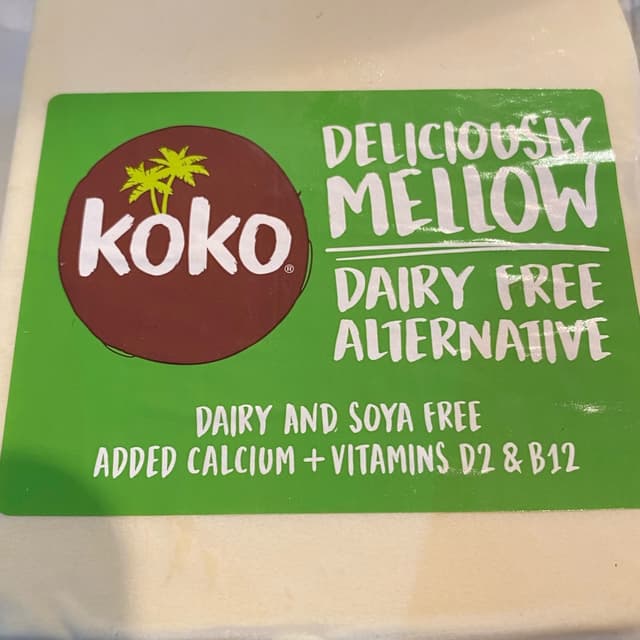 koko®
DELICIOUSLY
MELLOW
DAIRY FREE
ALTERNATIVE
DAIRY AND SOYA FREE
ADDED CALCIUM + VITAMINS D2 & B12